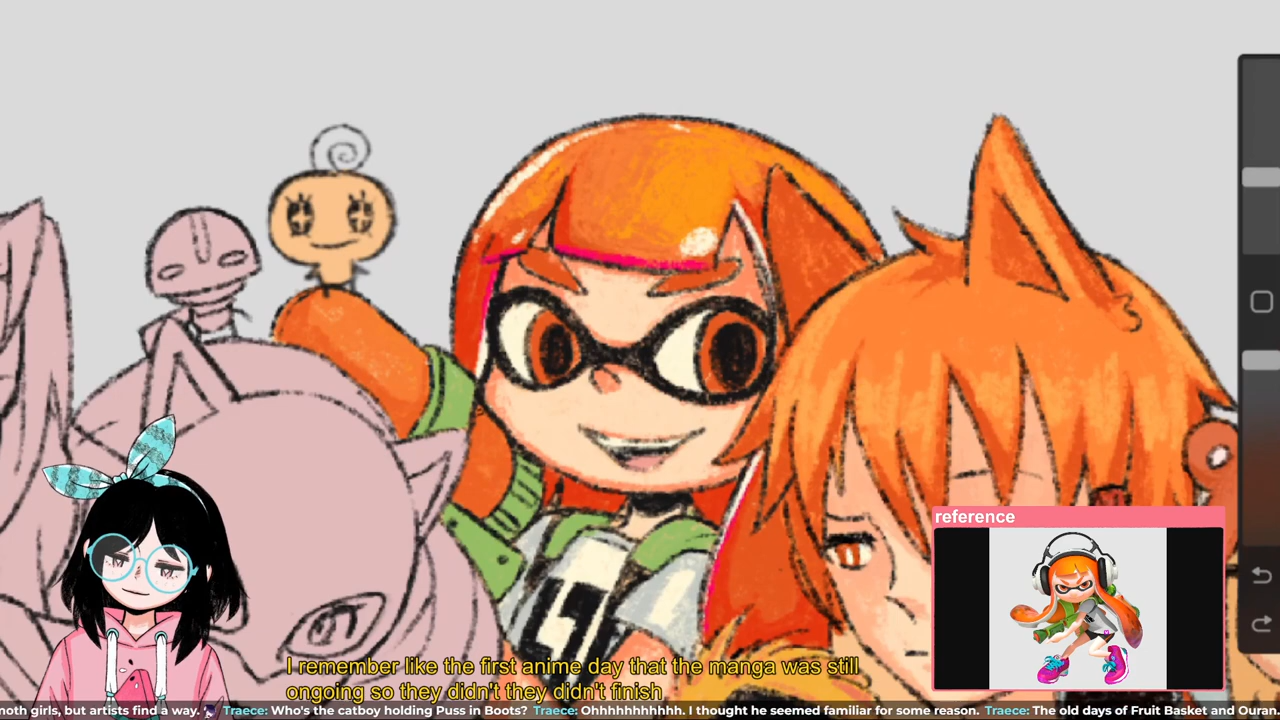 reference
I remember like the first anime day that the manga was still
ongoing so they didn't they didn't finish
noth girls, but artists find a way. Traece: Who's the catboy holding Puss in Boots? Traece: Ohhhhhhhhhhh. I thought he seemed familiar for some reason. Traece: The old days of Fruit Basket and Ouran.